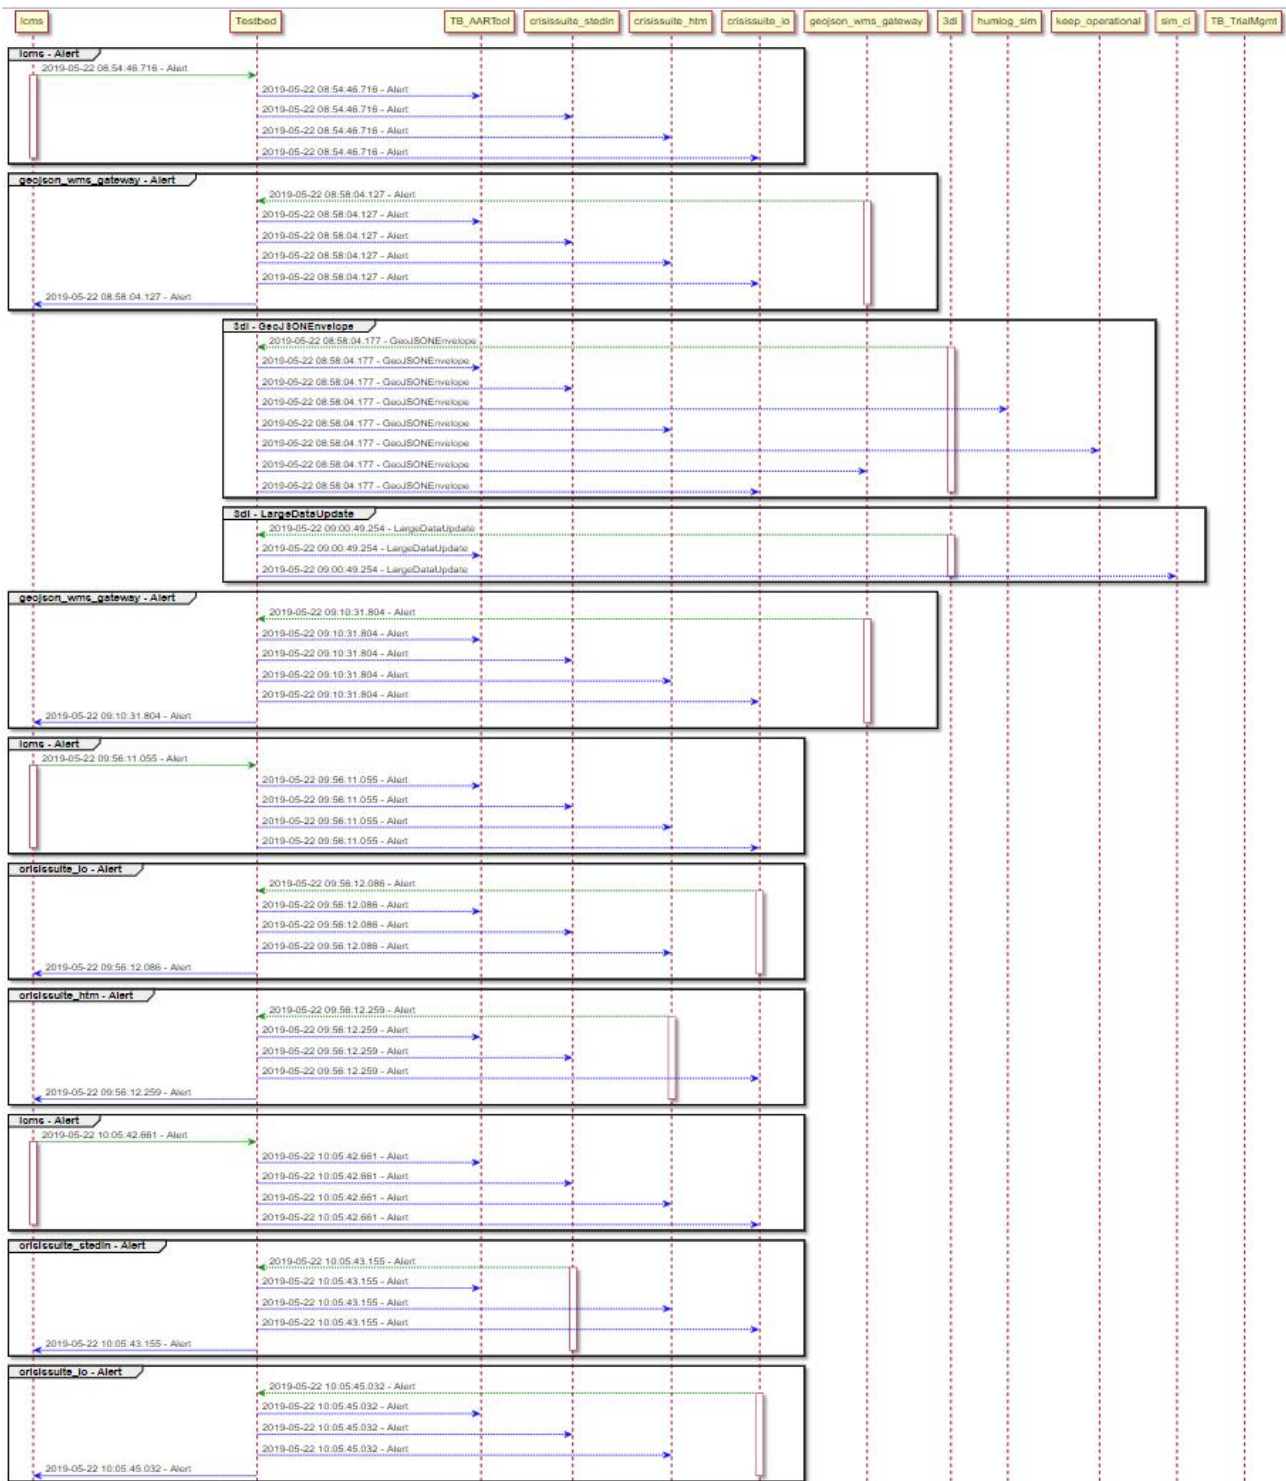 lcms Testbed TB_AARTool crisissuite_stedin crisissuite_htm crisissuite_io geojson_wms_gateway 3di humlog_sim keep_operational sim_ci TB_TrialMgmt
lcms - Alert
2019-05-22 08:54:46.716 - Alert
2019-05-22 08:54:46.716 - Alert
2019-05-22 08:54:46.716 - Alert
2019-05-22 08:54:46.716 - Alert
2019-05-22 08:54:46.716 - Alert
geojson_wms_gateway - Alert
2019-05-22 08:58:04.127 - Alert
2019-05-22 08:58:04.127 - Alert
2019-05-22 08:58:04.127 - Alert
2019-05-22 08:58:04.127 - Alert
2019-05-22 08:58:04.127 - Alert
2019-05-22 08:58:04.127 - Alert
3di - GeoJSONEnvelope
2019-05-22 08:58:04.177 - GeoJSONEnvelope
2019-05-22 08:58:04.177 - GeoJSONEnvelope
2019-05-22 08:58:04.177 - GeoJSONEnvelope
2019-05-22 08:58:04.177 - GeoJSONEnvelope
2019-05-22 08:58:04.177 - GeoJSONEnvelope
2019-05-22 08:58:04.177 - GeoJSONEnvelope
2019-05-22 08:58:04.177 - GeoJSONEnvelope
2019-05-22 08:58:04.177 - GeoJSONEnvelope
3di - LargeDataUpdate
2019-05-22 09:00:49.254 - LargeDataUpdate
2019-05-22 09:00:49.254 - LargeDataUpdate
2019-05-22 09:00:49.254 - LargeDataUpdate
geojson_wms_gateway - Alert
2019-05-22 09:10:31.804 - Alert
2019-05-22 09:10:31.804 - Alert
2019-05-22 09:10:31.804 - Alert
2019-05-22 09:10:31.804 - Alert
2019-05-22 09:10:31.804 - Alert
2019-05-22 09:10:31.804 - Alert
lcms - Alert
2019-05-22 09:56:11.055 - Alert
2019-05-22 09:56:11.055 - Alert
2019-05-22 09:56:11.055 - Alert
2019-05-22 09:56:11.055 - Alert
2019-05-22 09:56:11.055 - Alert
crisissuite_io - Alert
2019-05-22 09:56:12.086 - Alert
2019-05-22 09:56:12.086 - Alert
2019-05-22 09:56:12.086 - Alert
2019-05-22 09:56:12.086 - Alert
2019-05-22 09:56:12.086 - Alert
crisissuite_htm - Alert
2019-05-22 09:56:12.259 - Alert
2019-05-22 09:56:12.259 - Alert
2019-05-22 09:56:12.259 - Alert
2019-05-22 09:56:12.259 - Alert
2019-05-22 09:56:12.259 - Alert
lcms - Alert
2019-05-22 10:05:42.661 - Alert
2019-05-22 10:05:42.661 - Alert
2019-05-22 10:05:42.661 - Alert
2019-05-22 10:05:42.661 - Alert
2019-05-22 10:05:42.661 - Alert
crisissuite_stedin - Alert
2019-05-22 10:05:43.155 - Alert
2019-05-22 10:05:43.155 - Alert
2019-05-22 10:05:43.155 - Alert
2019-05-22 10:05:43.155 - Alert
2019-05-22 10:05:43.155 - Alert
crisissuite_io - Alert
2019-05-22 10:05:45.032 - Alert
2019-05-22 10:05:45.032 - Alert
2019-05-22 10:05:45.032 - Alert
2019-05-22 10:05:45.032 - Alert
2019-05-22 10:05:45.032 - Alert